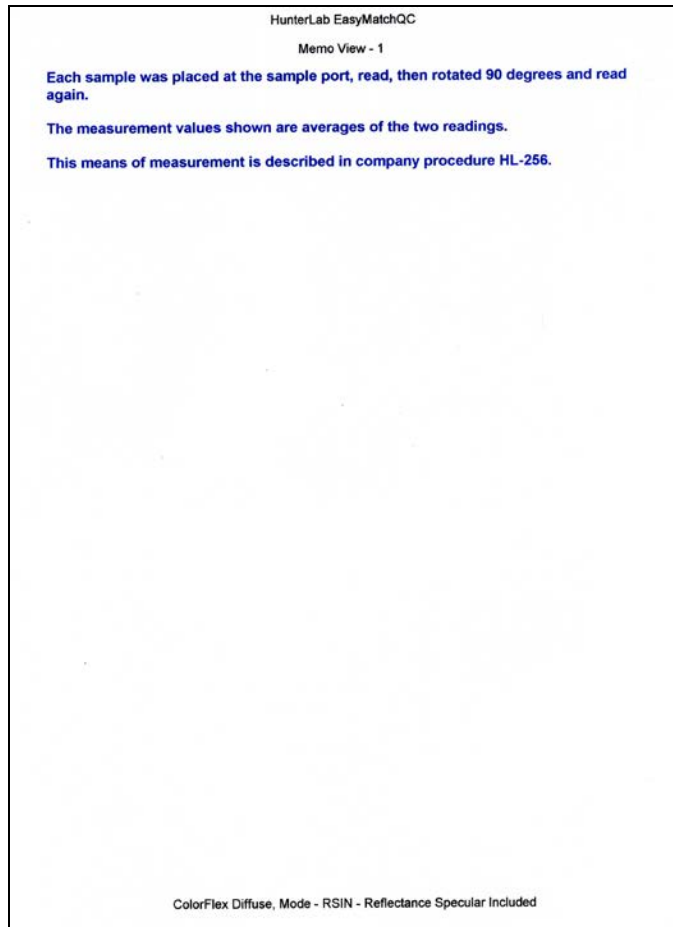 HunterLab EasyMatchQC
Memo View - 1
Each sample was placed at the sample port, read, then rotated 90 degrees and read
again.
The measurement values shown are averages of the two readings.
This means of measurement is described in company procedure HL-256.
ColorFlex Diffuse, Mode - RSIN - Reflectance Specular Included